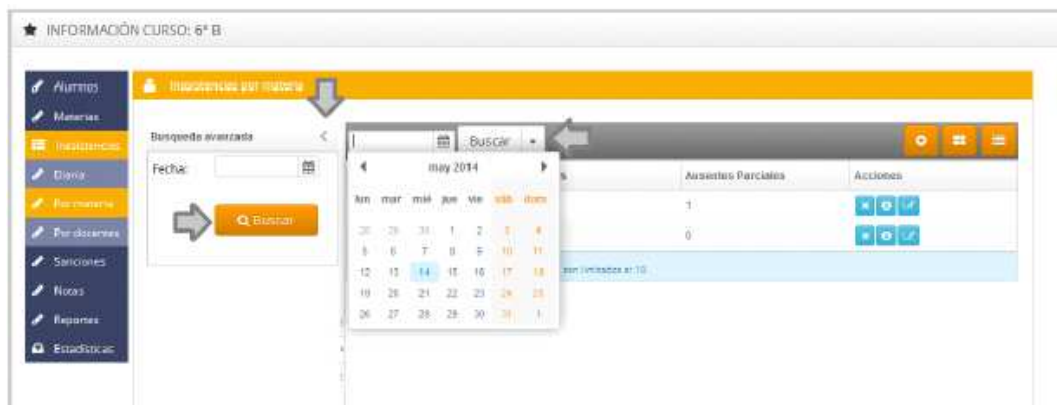 INFORMACIÓN CURSO: 6° B
Alumnos
Inasistencias por materia
Materias
Busqueda avanzada
Buscar
Inasistencias
Fecha:
may 2014
Ausentes Parciales
Acciones
Diaria
lun mar mié jue vie sáb dom
Por materia
1
Buscar
28 29 30 1 2 3 4
Por docentes
0
5 6 7 8 9 10 11
Sanciones
12 13 14 15 16 17 18
Notas
19 20 21 22 23 24 25
Reportes
26 27 28 29 30 31 1
Estadísticas